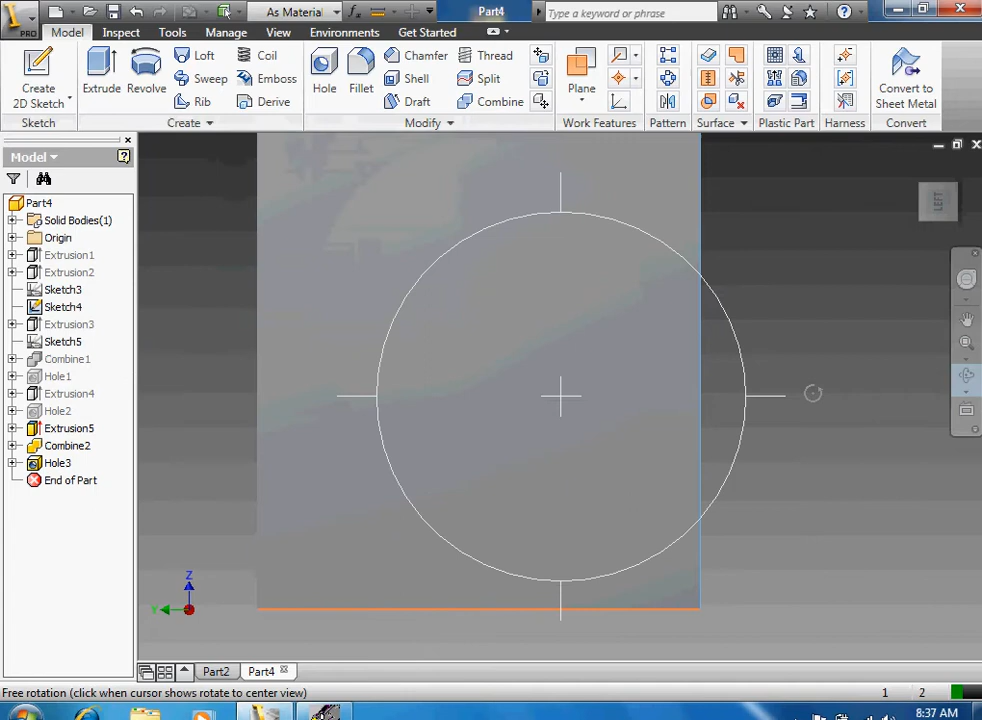 As Material
Part4
Type a keyword or phrase
PRO
Model Inspect Tools Manage View Environments Get Started
Create 2D Sketch
Extrude
Revolve
Loft
Sweep
Rib
Coil
Emboss
Derive
Hole
Fillet
Chamfer
Shell
Draft
Thread
Split
Combine
Plane
Convert to Sheet Metal
Sketch Create Modify Work Features Pattern Surface Plastic Part Harness Convert
Model
Part4
Solid Bodies(1)
Origin
Extrusion1
Extrusion2
Sketch3
Sketch4
Extrusion3
Sketch5
Combine1
Hole1
Extrusion4
Hole2
Extrusion5
Combine2
Hole3
End of Part
LEFT
Z
Y
Part2 Part4
Free rotation (click when cursor shows rotate to center view) 1 2
8:37 AM